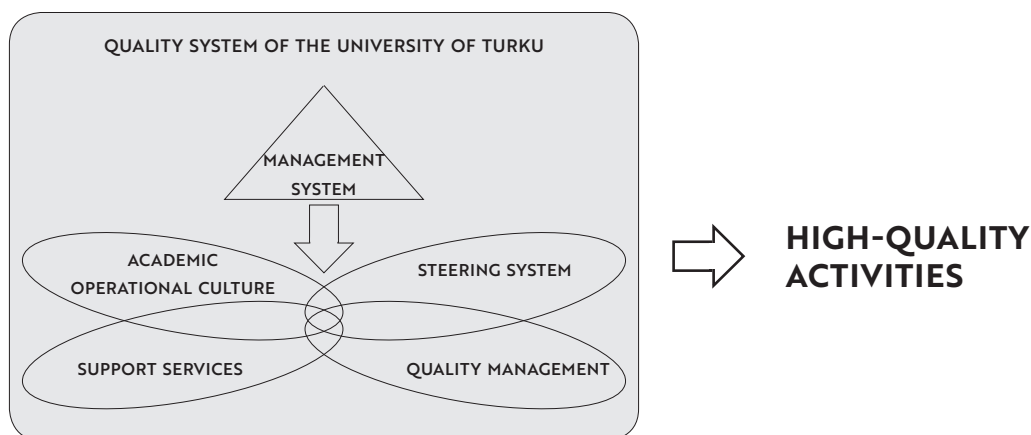 QUALITY SYSTEM OF THE UNIVERSITY OF TURKU
MANAGEMENT
SYSTEM
ACADEMIC
OPERATIONAL CULTURE
STEERING SYSTEM
SUPPORT SERVICES
QUALITY MANAGEMENT
HIGH-QUALITY
ACTIVITIES